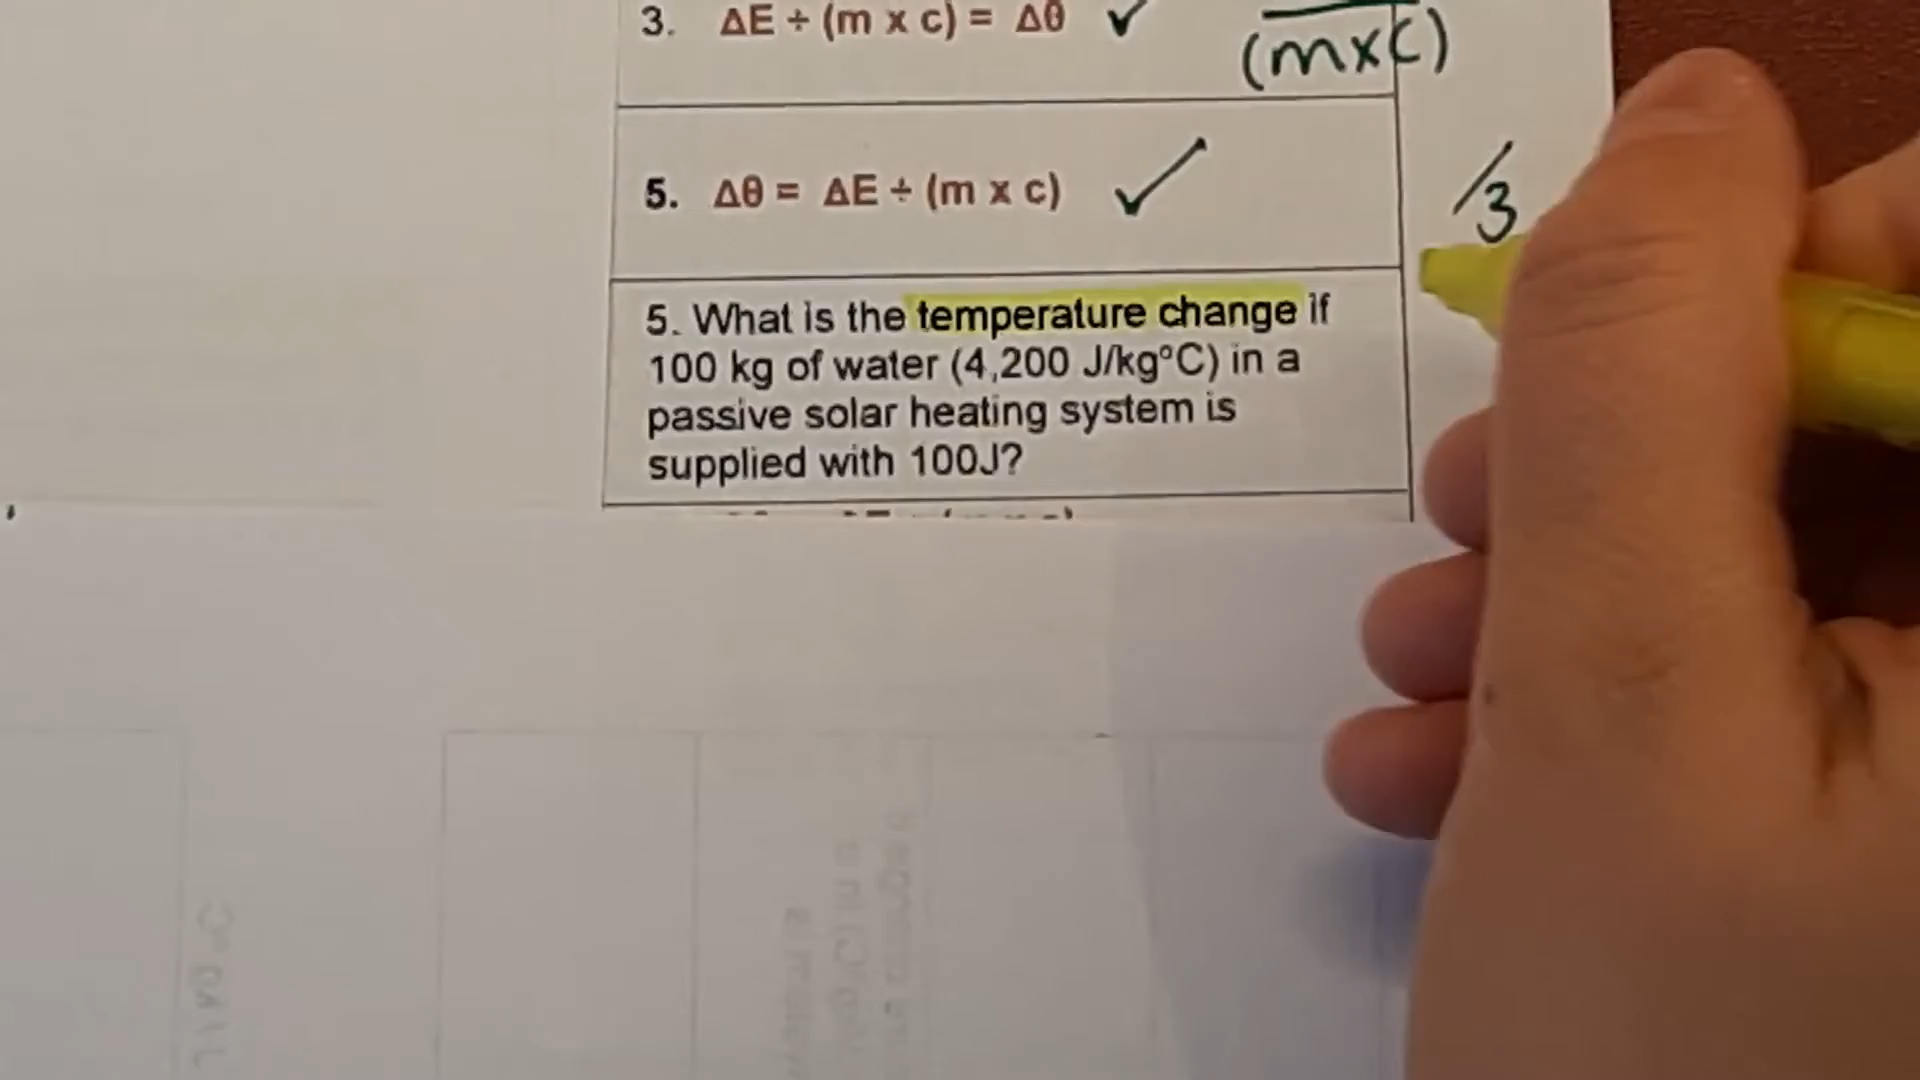 3. ΔE ÷ (m x c) = Δθ ✓
(mxc)
5. Δθ = ΔE ÷ (m x c) ✓
/3
5. What is the temperature change if
100 kg of water (4,200 J/kg°C) in a
passive solar heating system is
supplied with 100J?